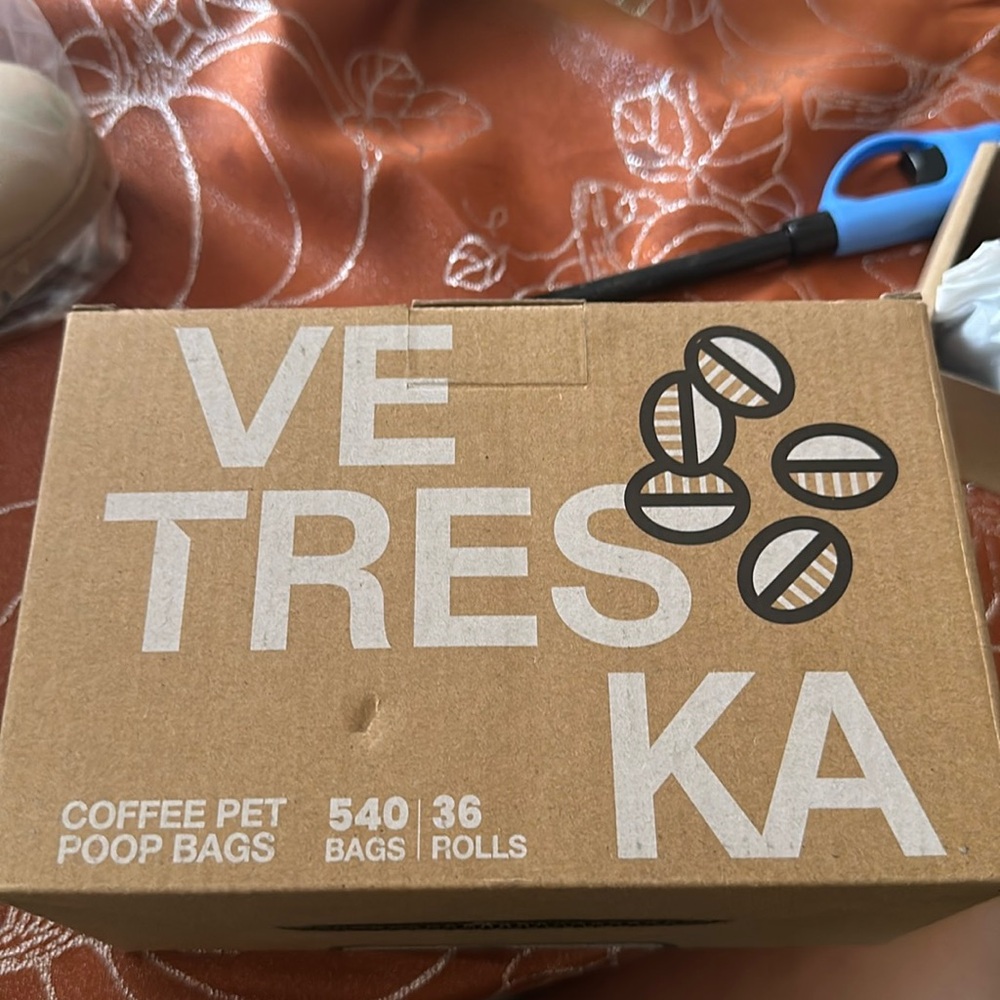 VE
TRES
KA
COFFEE PET
POOP BAGS
540
BAGS
36
ROLLS